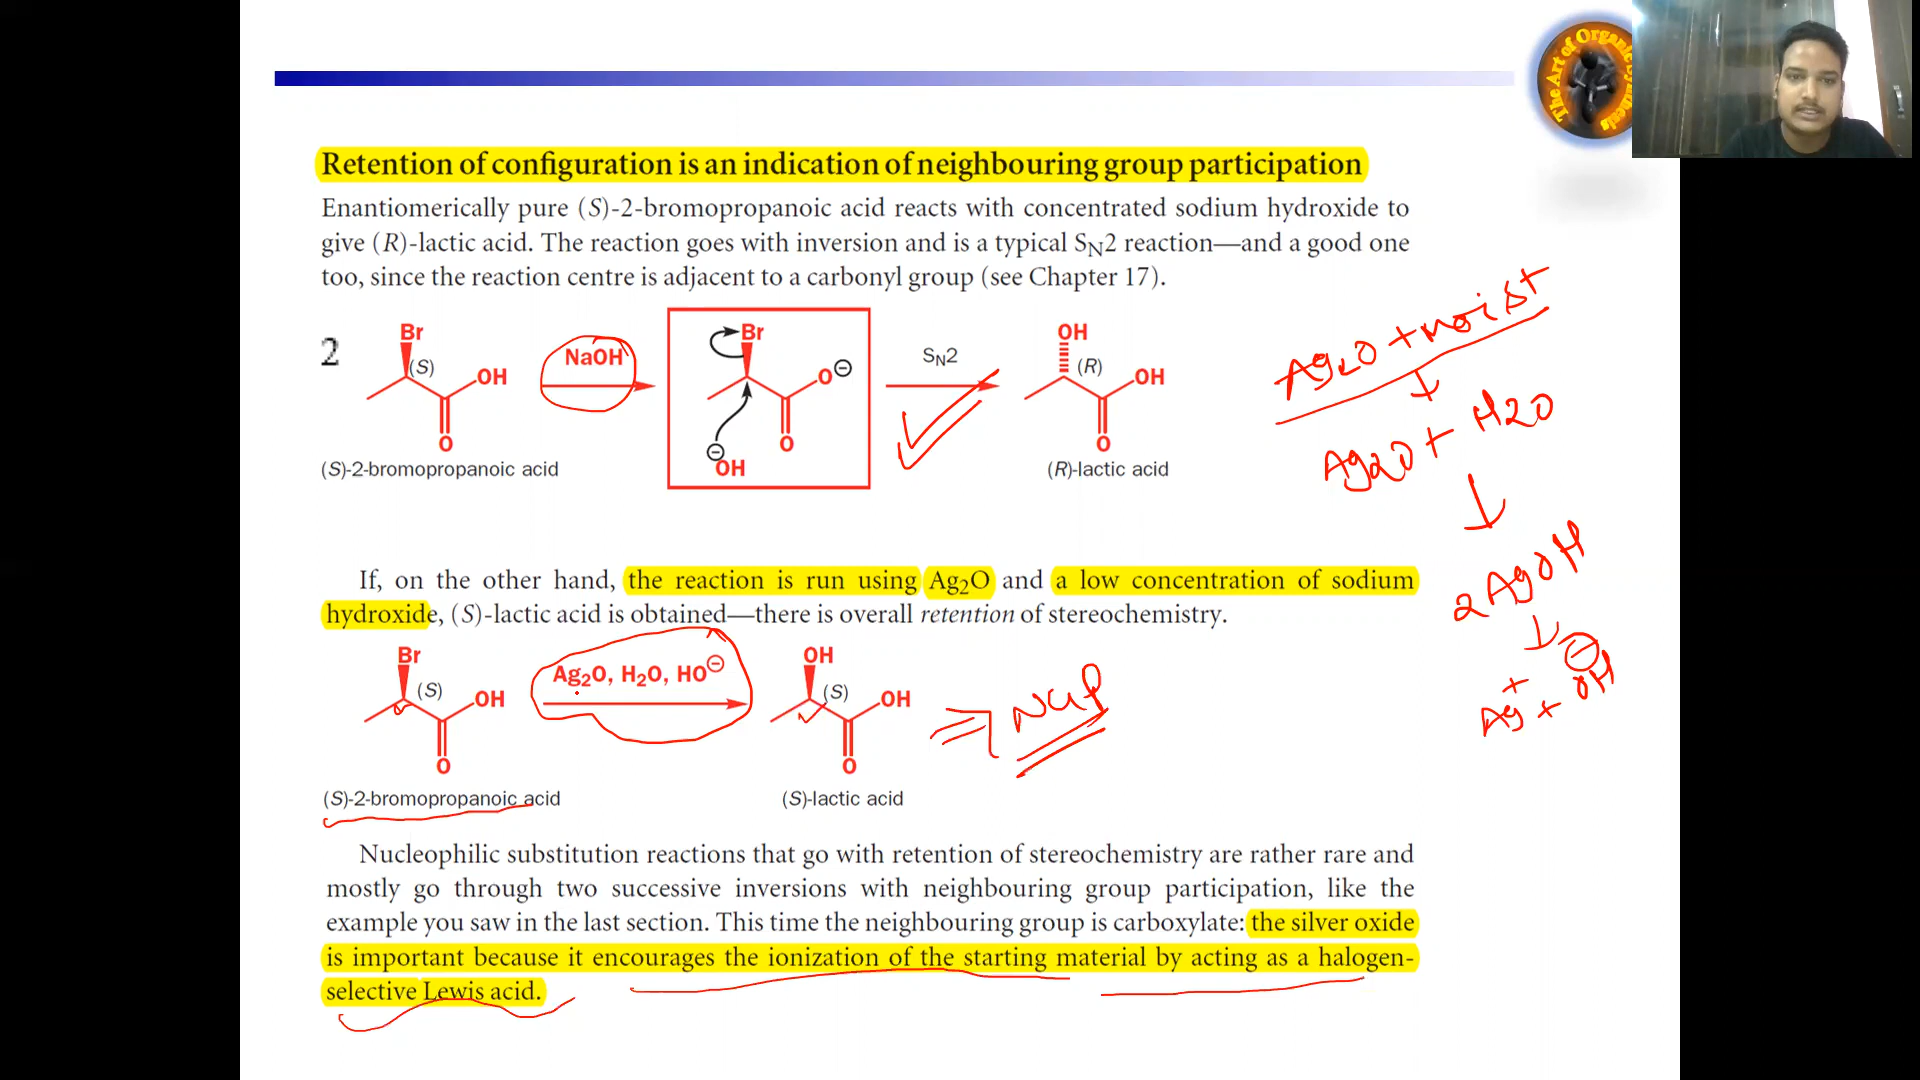 The Art of Organic Synthesis
Retention of configuration is an indication of neighbouring group participation
Enantiomerically pure (S)-2-bromopropanoic acid reacts with concentrated sodium hydroxide to
give (R)-lactic acid. The reaction goes with inversion and is a typical SN2 reaction—and a good one
too, since the reaction centre is adjacent to a carbonyl group (see Chapter 17).
2
Br
(S)
OH
O
NaOH
Br
O⊖
O
⊖
OH
SN2
OH
(R)
OH
O
(S)-2-bromopropanoic acid
(R)-lactic acid
Ag2O + moist
↓
Ag2O + H2O
↓
2AgOH
↓
Ag+ + ⊖OH
If, on the other hand, the reaction is run using Ag2O and a low concentration of sodium
hydroxide, (S)-lactic acid is obtained—there is overall retention of stereochemistry.
Br
(S)
OH
O
Ag2O, H2O, HO⊖
OH
(S)
OH
O
⇒ NGP
(S)-2-bromopropanoic acid
(S)-lactic acid
Nucleophilic substitution reactions that go with retention of stereochemistry are rather rare and
mostly go through two successive inversions with neighbouring group participation, like the
example you saw in the last section. This time the neighbouring group is carboxylate: the silver oxide
is important because it encourages the ionization of the starting material by acting as a halogen-
selective Lewis acid.